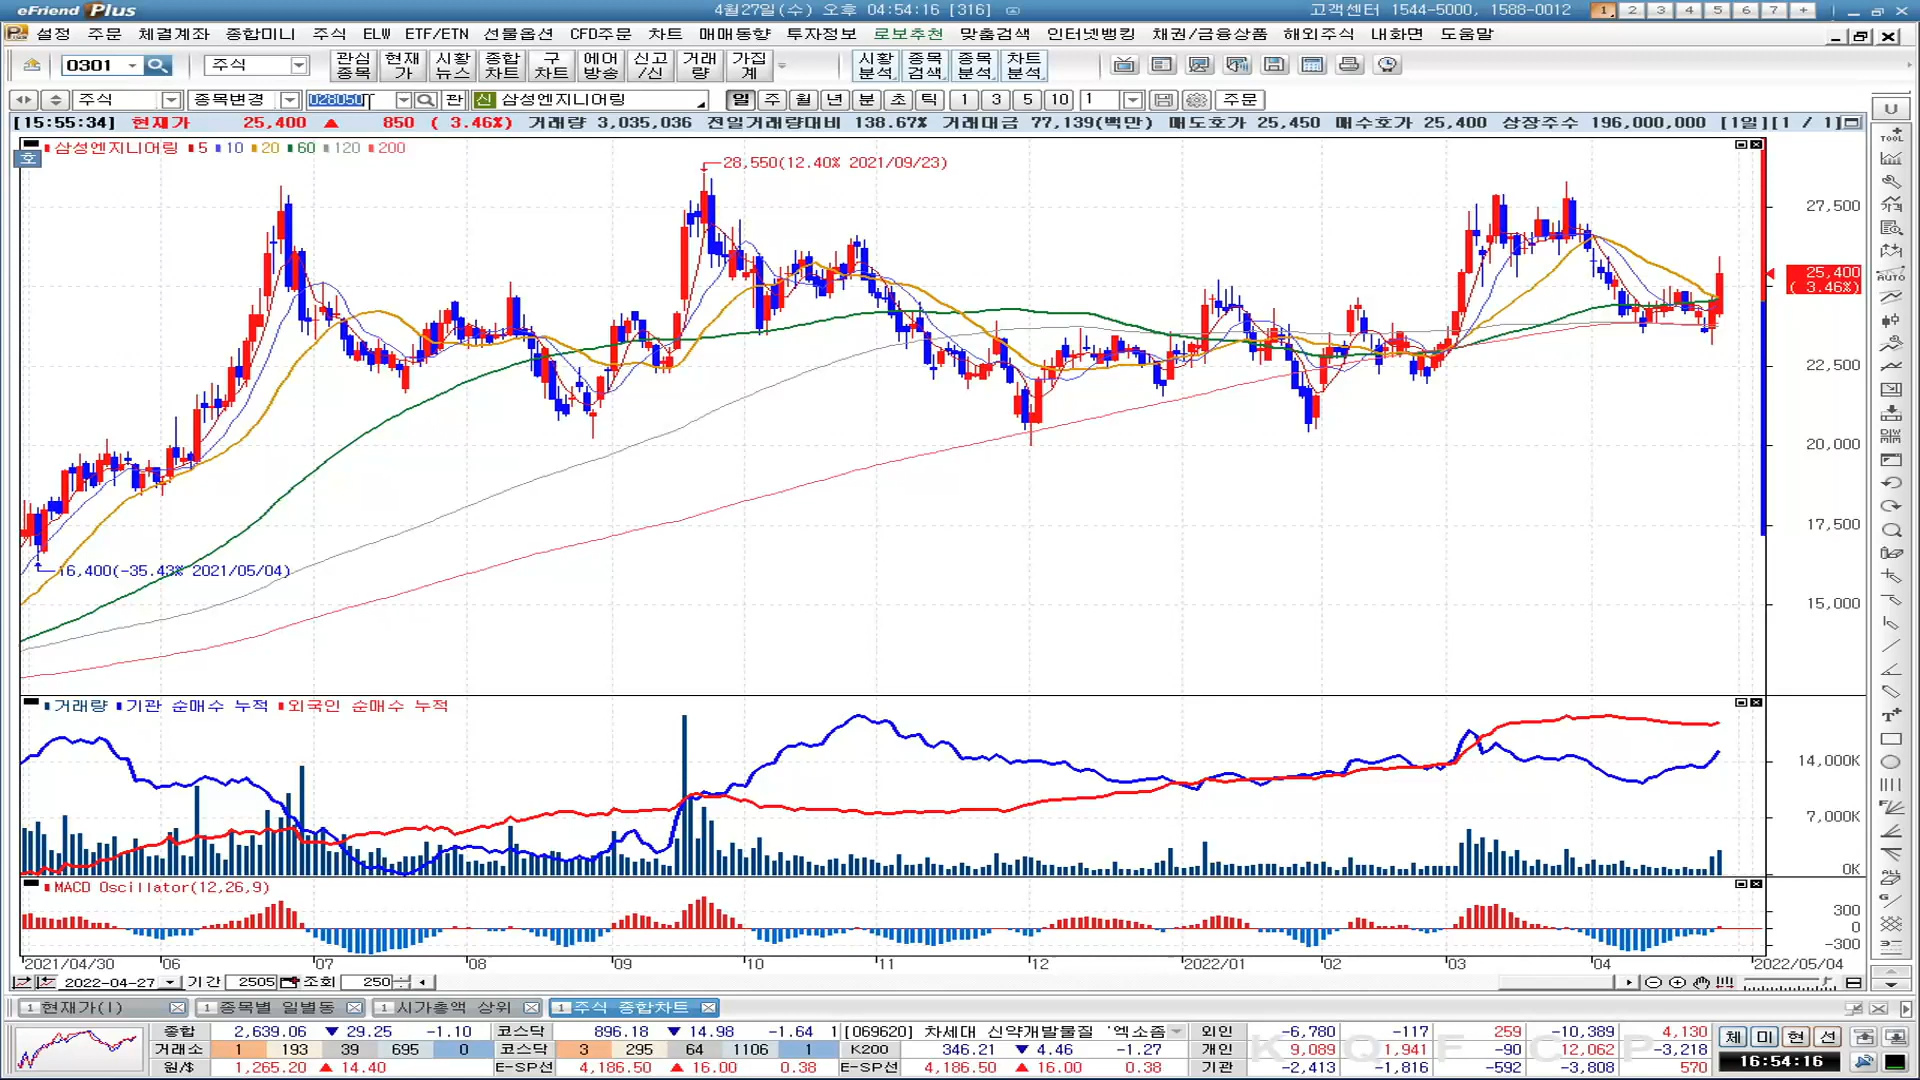 eFriend Plus 4월27일(수) 오후 04:54:16 [316] 고객센터 1544-5000, 1588-0012 1 2 3 4 5 6 7 +
설정 주문 체결계좌 종합미니 주식 ELW ETF/ETN 선물옵션 CFD주문 차트 매매동향 투자정보 로보추천 맞춤검색 인터넷뱅킹 채권/금융상품 해외주식 내화면 도움말
0301 주식 관심종목 현재가 시황뉴스 종합차트 구차트 에어방송 신고/신 거래량 가집계 시황분석 종목검색 종목분석 차트분석
주식 종목변경 028050 관 신 삼성엔지니어링 일 주 월 년 분 초 틱 1 3 5 10 1 주문 U
[15:55:34] 현재가 25,400 ▲ 850 ( 3.46%) 거래량 3,035,036 전일거래량대비 138.67% 거래대금 77,139(백만) 매도호가 25,450 매수호가 25,400 상장주수 196,000,000 [1일][1 / 1]
삼성엔지니어링 5 10 20 60 120 200
호
TOOL
28,550(12.40% 2021/09/23)
27,500
25,400
( 3.46%)
AUTO
22,500
20,000
17,500
16,400(-35.43% 2021/05/04)
15,000
거래량 기관 순매수 누적 외국인 순매수 누적
14,000K
7,000K
0K
ALL
MACD Oscillator(12,26,9)
300
0
-300
2021/04/30 06 07 08 09 10 11 12 2022/01 02 03 04 2022/05/04
2022-04-27 기간 2505 조회 250
1 현재가(I) 1 종목별 일별동 1 시가총액 상위 1 주식 종합차트
종합 2,639.06 ▼ 29.25 -1.10 코스닥 896.18 ▼ 14.98 -1.64 1 [069620] 차세대 신약개발물질 '엑소좀 외인 -6,780 -117 259 -10,389 4,130 체 미 현 선
거래소 1 193 39 695 0 코스닥 3 295 64 1106 1 K200 346.21 ▼ 4.46 -1.27 개인 9,089 1,941 -90 12,062 -3,218
K Q F C P
원/$ 1,265.20 ▲ 14.40 E-SP선 4,186.50 ▲ 16.00 0.38 E-SP선 4,186.50 ▲ 16.00 0.38 기관 -2,413 -1,816 -592 -3,808 570
16:54:16